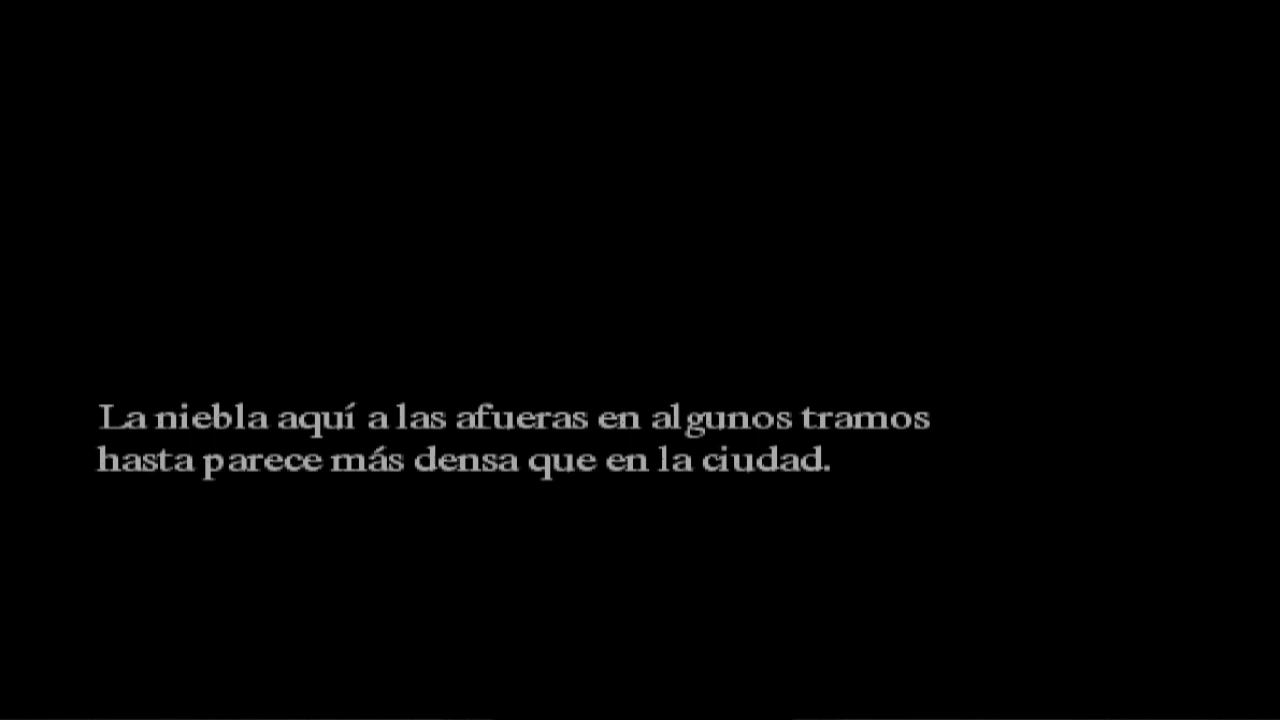 La niebla aquí a las afueras en algunos tramos
hasta parece más densa que en la ciudad.